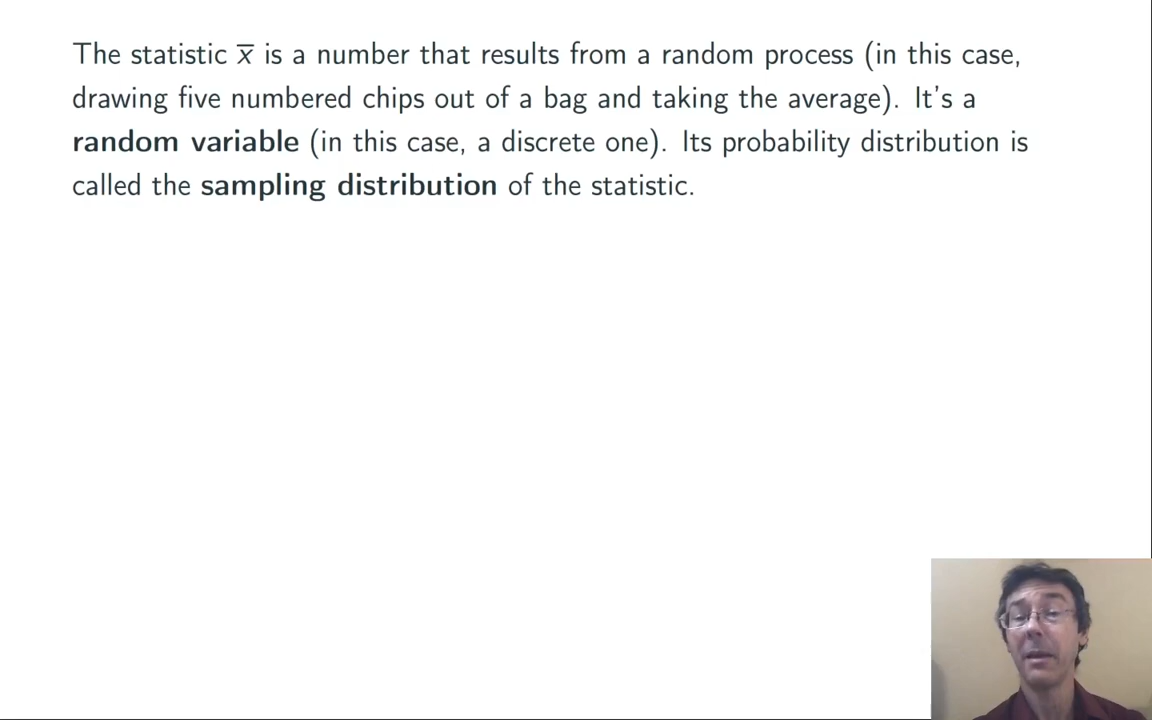 The statistic x̅ is a number that results from a random process (in this case,
drawing five numbered chips out of a bag and taking the average). It's a
random variable (in this case, a discrete one). Its probability distribution is
called the sampling distribution of the statistic.